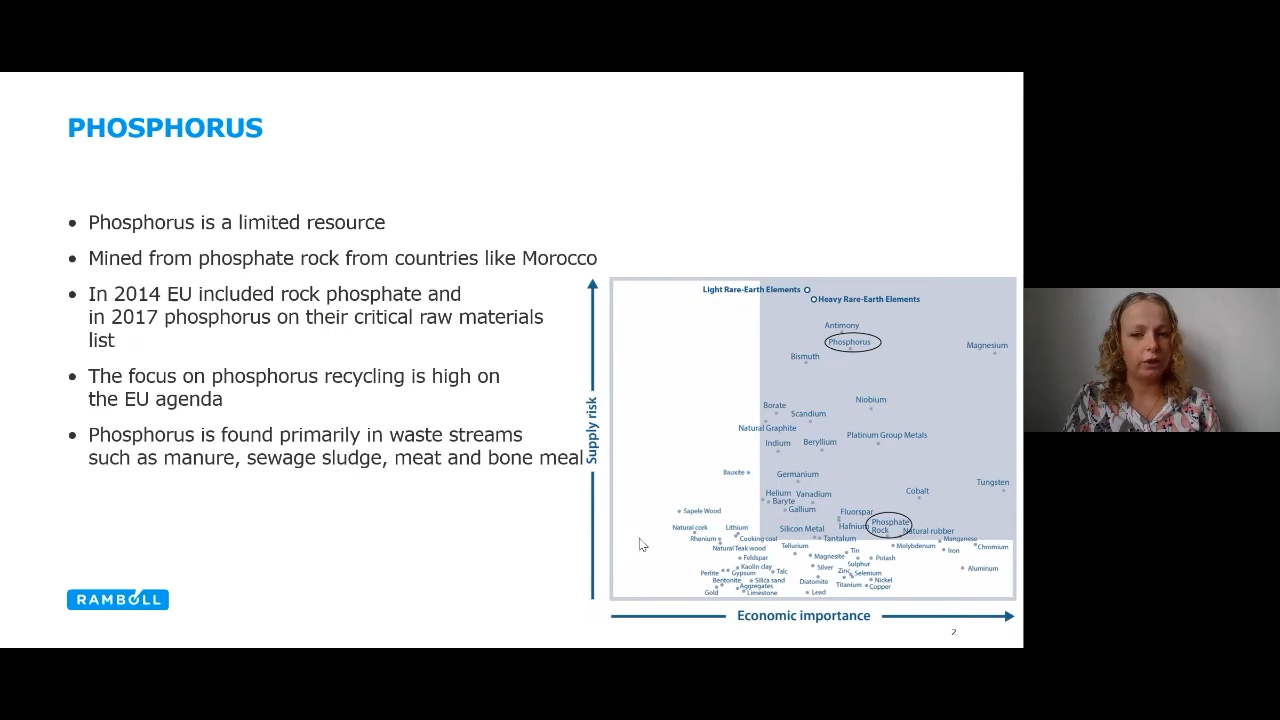 PHOSPHORUS
• Phosphorus is a limited resource
• Mined from phosphate rock from countries like Morocco
• In 2014 EU included rock phosphate and
in 2017 phosphorus on their critical raw materials
list
• The focus on phosphorus recycling is high on
the EU agenda
• Phosphorus is found primarily in waste streams
such as manure, sewage sludge, meat and bone meal
Supply risk
Light Rare-Earth Elements
Heavy Rare-Earth Elements
Antimony
Phosphorus
Magnesium
Bismuth
Niobium
Borate
Scandium
Natural Graphite
Platinum Group Metals
Indium
Beryllium
Bauxite
Germanium
Tungsten
Helium
Vanadium
Cobalt
Baryte
Gallium
Sapele Wood
Fluorspar
Natural cork
Lithium
Silicon Metal
Hafnium
Phosphate
Rock
Natural rubber
Rhenium
Cooking coal
Tantalum
Manganese
Natural Teak wood
Tellurium
Tin
Molybdenum
Iron
Chromium
Feldspar
Magnesite
Sulphur
Potash
Kaolin clay
Silver
Zinc
Aluminum
Perlite
Gypsum
Talc
Selenium
Bentonite
Silica sand
Diatomite
Titanium
Nickel
Aggregates
Copper
Gold
Limestone
Lead
Economic importance
RAMBOLL
2